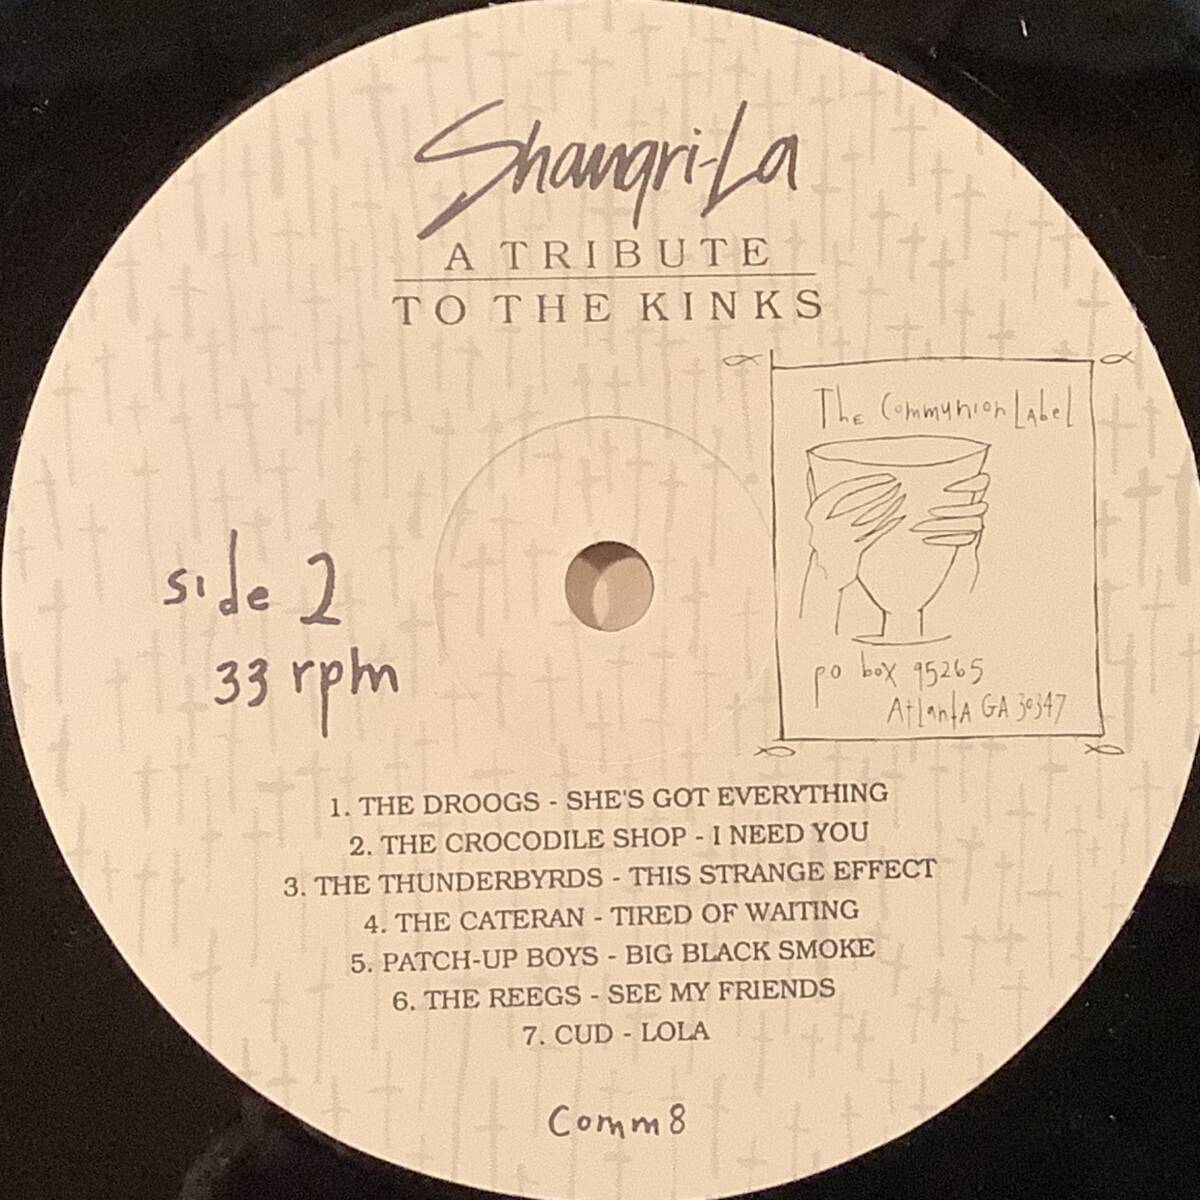 Shangri-La
A TRIBUTE
TO THE KINKS
The Communion Label
po box 95265
Atlanta GA 30347
side 2
33 rpm
1. THE DROOGS - SHE'S GOT EVERYTHING
2. THE CROCODILE SHOP - I NEED YOU
3. THE THUNDERBYRDS - THIS STRANGE EFFECT
4. THE CATERAN - TIRED OF WAITING
5. PATCH-UP BOYS - BIG BLACK SMOKE
6. THE REEGS - SEE MY FRIENDS
7. CUD - LOLA
Comm8